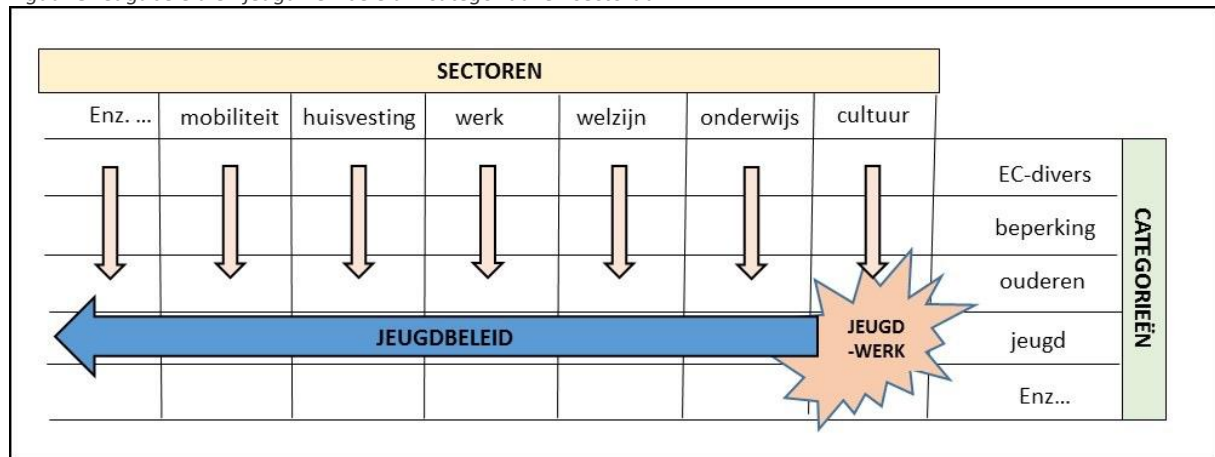 SECTOREN
Enz. ... mobiliteit huisvesting werk welzijn onderwijs cultuur
EC-divers
beperking
ouderen
JEUGDBELEID
JEUGD
-WERK
jeugd
Enz...
CATEGORIEËN